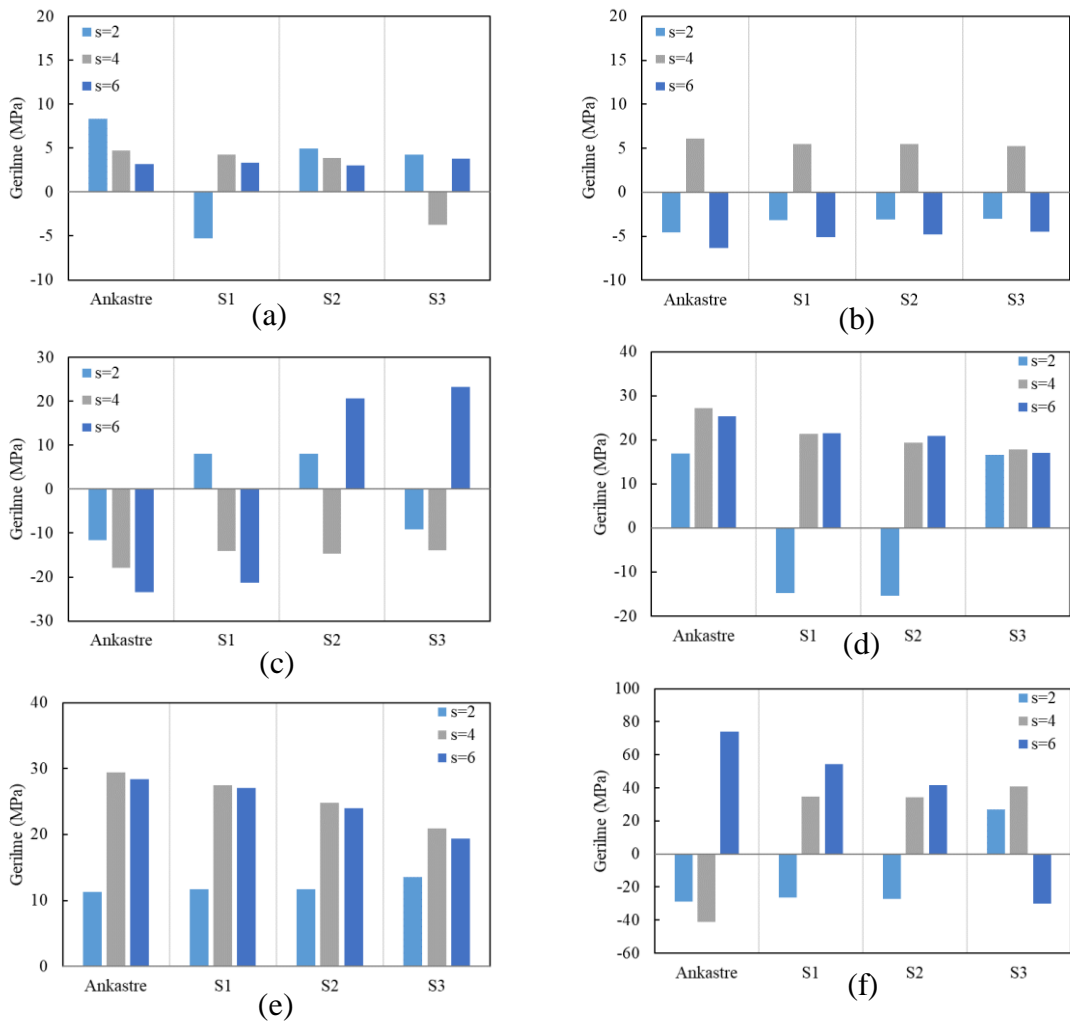 20
15
10
5
0
-5
-10
Gerilme (MPa)
s=2
s=4
s=6
Ankastre S1 S2 S3
(a)
20
15
10
5
0
-5
-10
Gerilme (MPa)
s=2
s=4
s=6
Ankastre S1 S2 S3
(b)
30
20
10
0
-10
-20
-30
Gerilme (MPa)
s=2
s=4
s=6
Ankastre S1 S2 S3
(c)
40
30
20
10
0
-10
-20
Gerilme (MPa)
s=2
s=4
s=6
Ankastre S1 S2 S3
(d)
40
30
20
10
0
Gerilme (MPa)
s=2
s=4
s=6
Ankastre S1 S2 S3
(e)
100
80
60
40
20
0
-20
-40
-60
Gerilme (MPa)
s=2
s=4
s=6
Ankastre S1 S2 S3
(f)